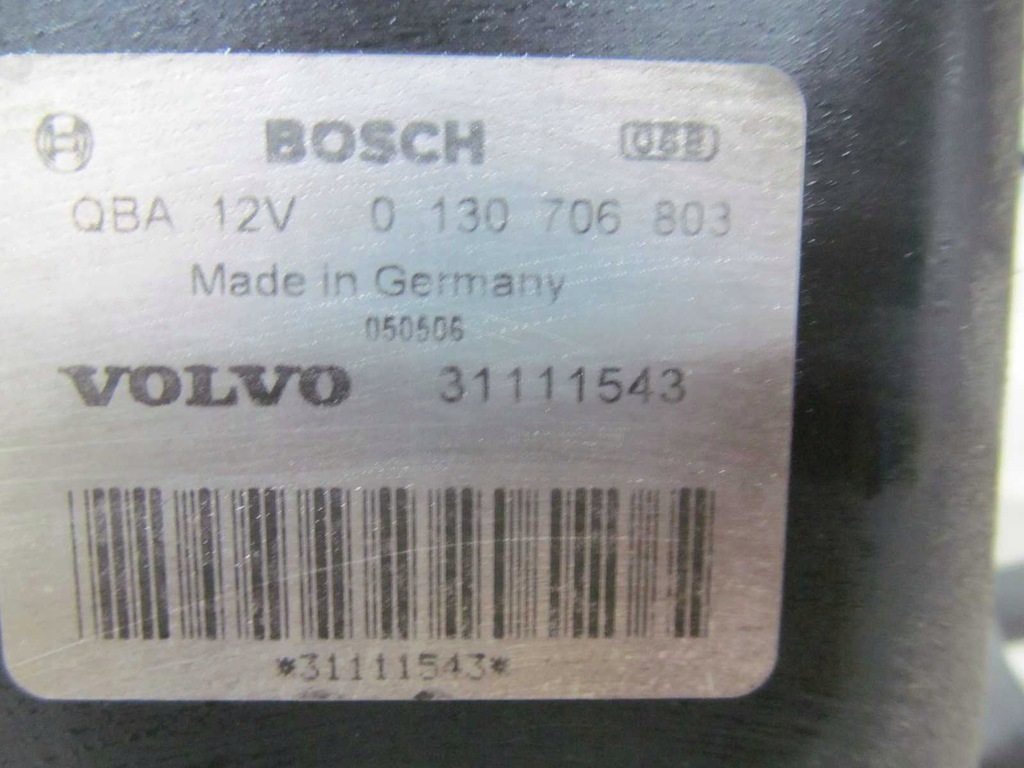 BOSCH
QBA 12V 0 130 706 803
Made in Germany
050506
VOLVO 31111543
*31111543*